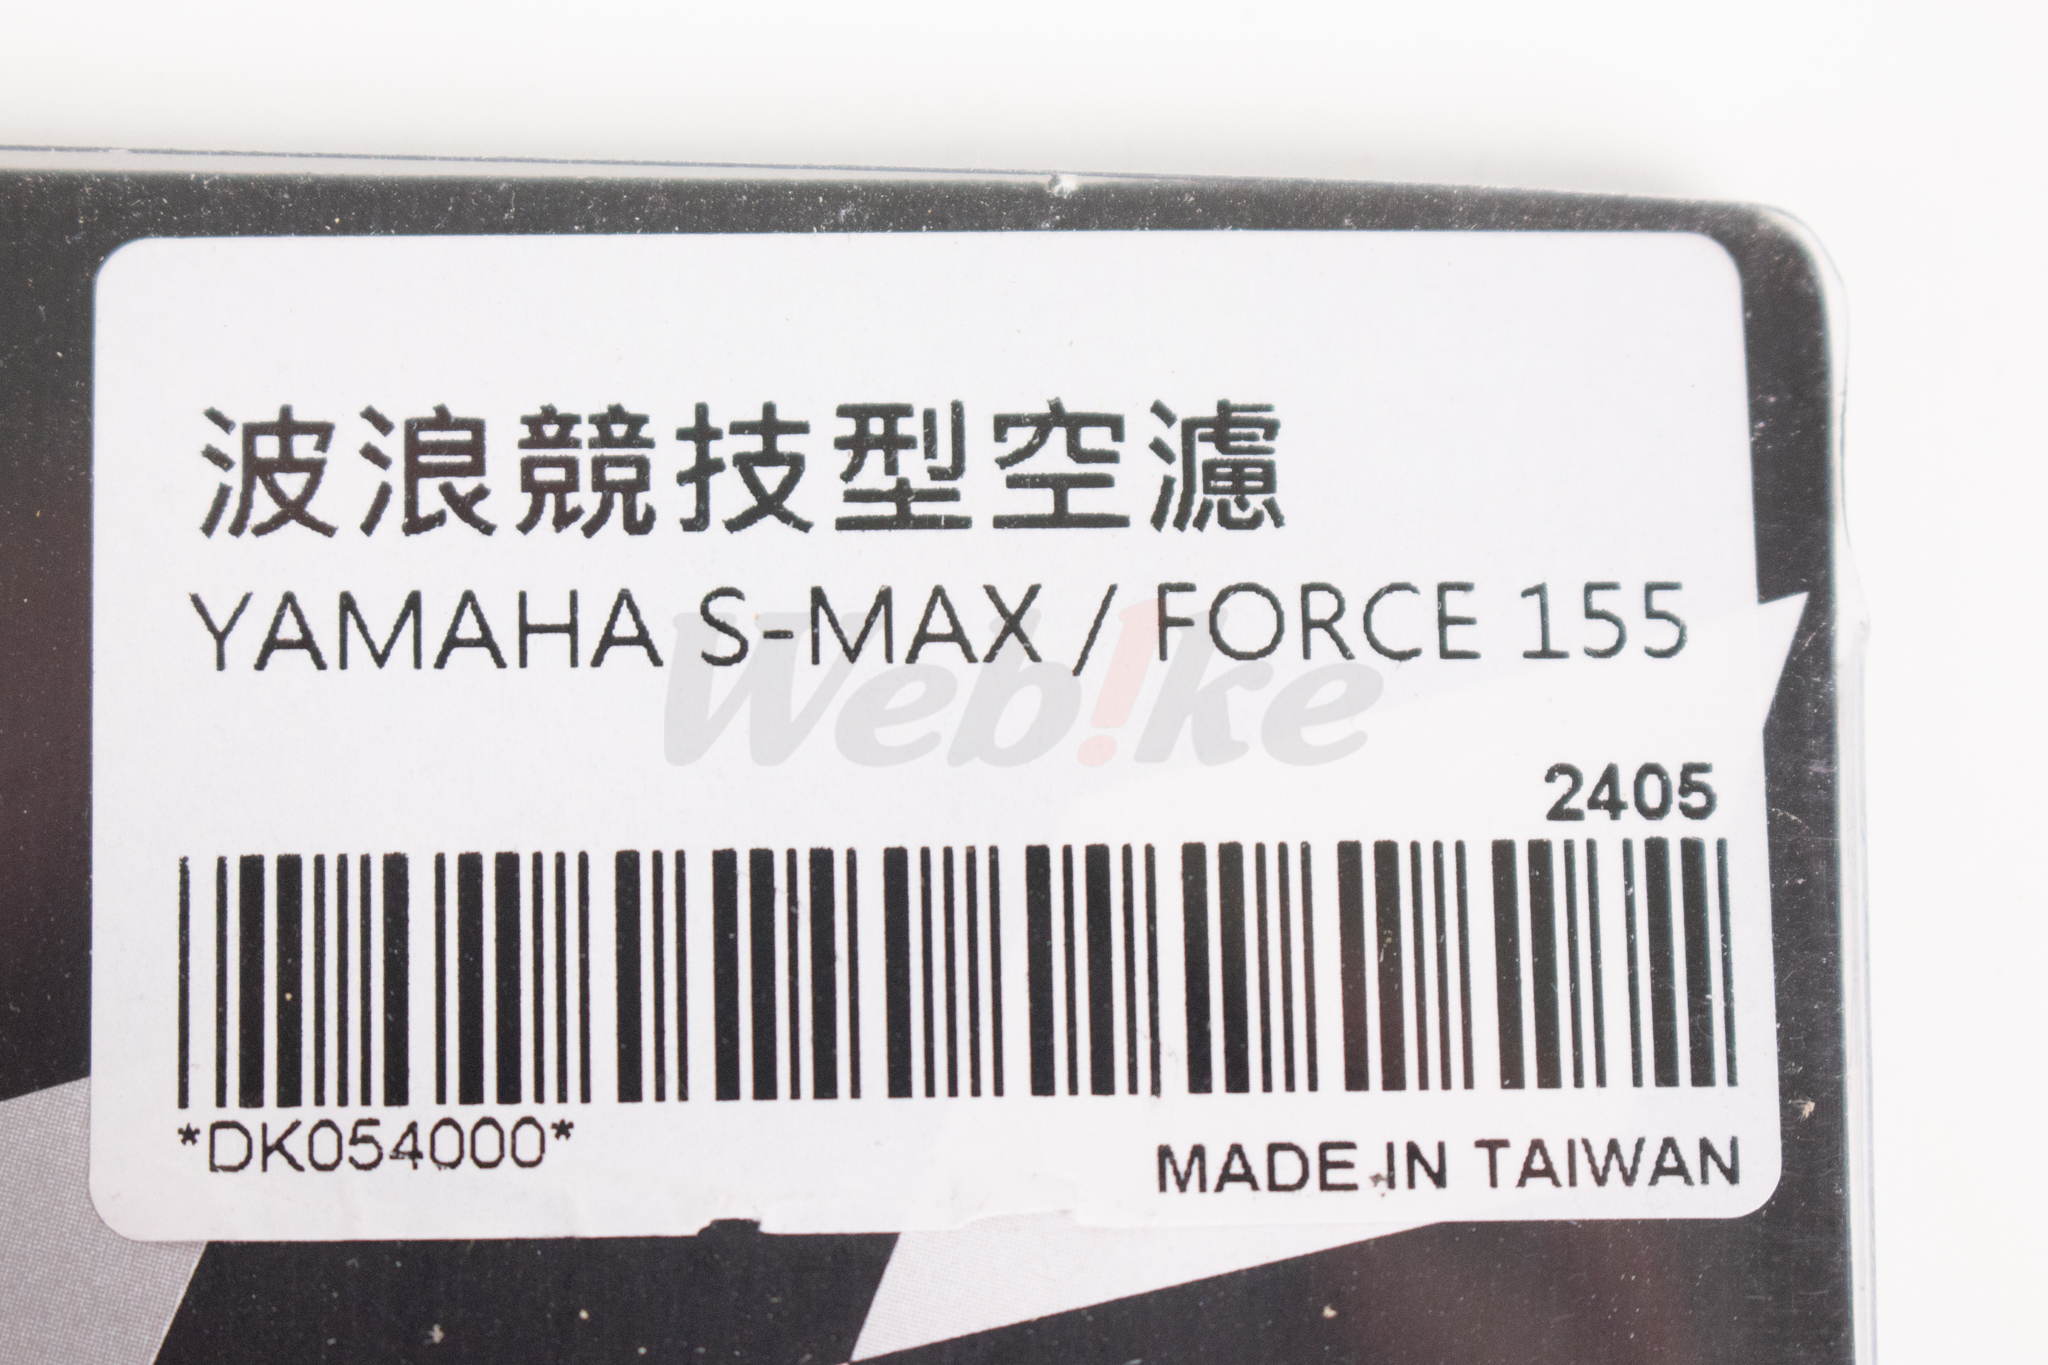 波浪競技型空濾
YAMAHA S-MAX / FORCE 155
Web!ke
2405
*DK054000*
MADE IN TAIWAN